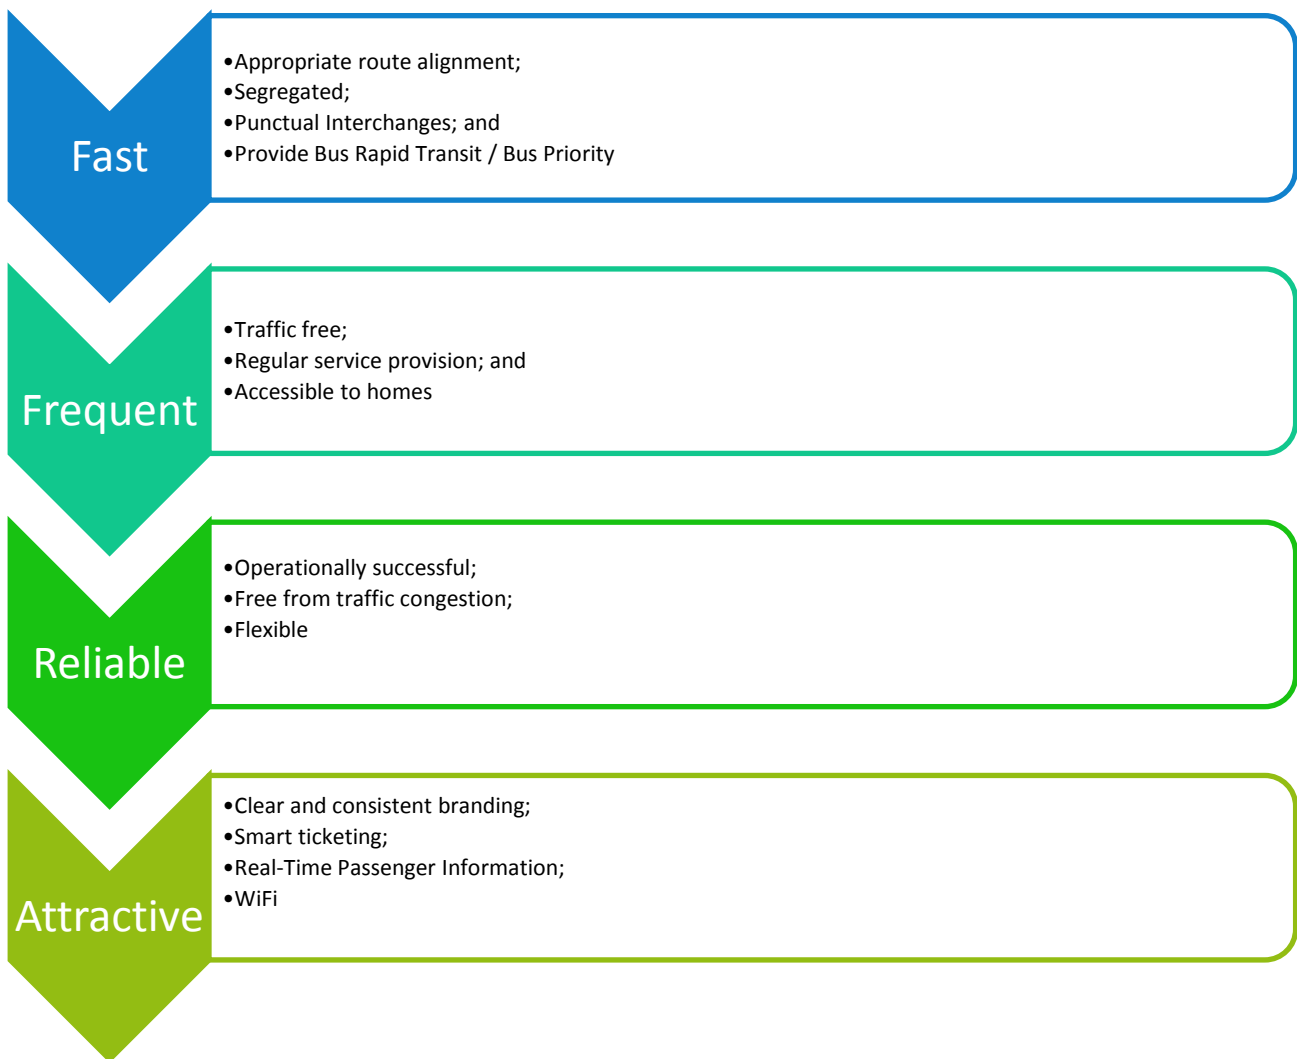 Fast
•Appropriate route alignment;
•Segregated;
•Punctual Interchanges; and
•Provide Bus Rapid Transit / Bus Priority
Frequent
•Traffic free;
•Regular service provision; and
•Accessible to homes
Reliable
•Operationally successful;
•Free from traffic congestion;
•Flexible
Attractive
•Clear and consistent branding;
•Smart ticketing;
•Real-Time Passenger Information;
•WiFi